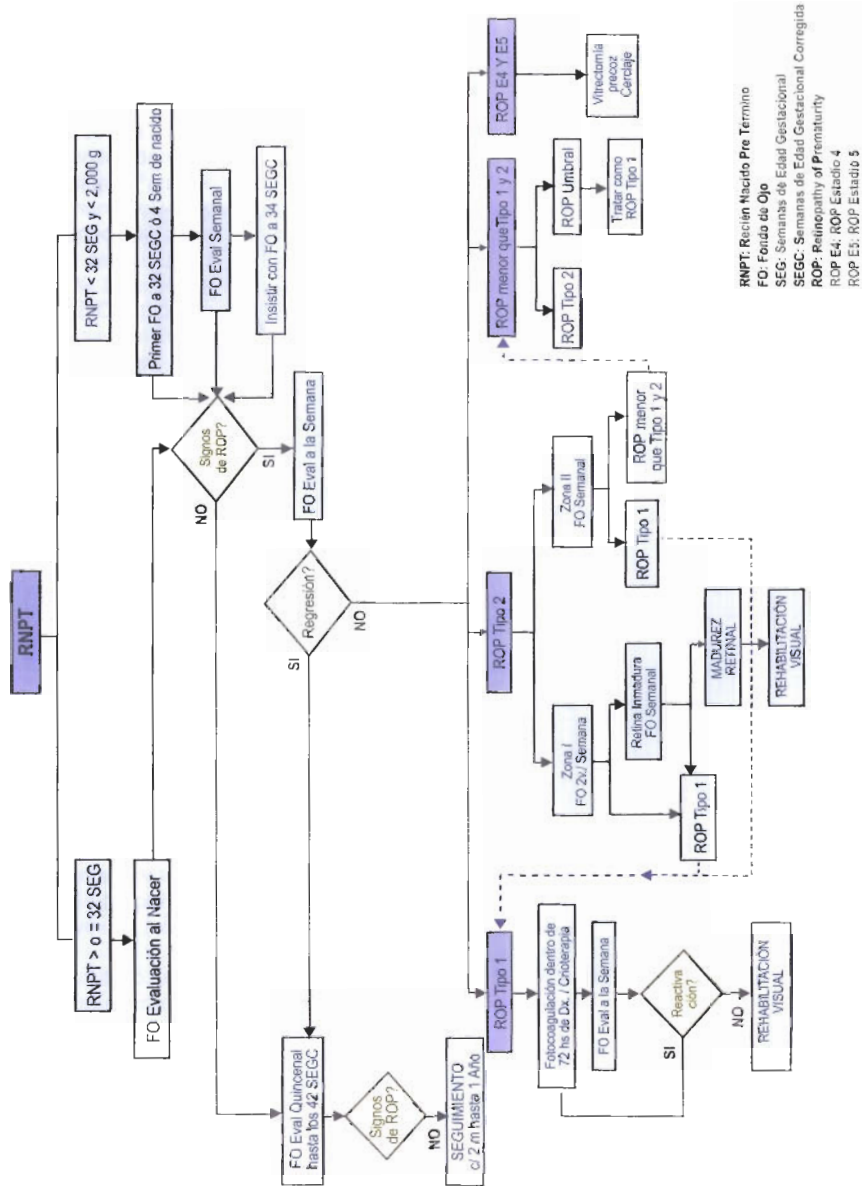 RNPT
RNPT > o = 32 SEG
RNPT < 32 SEG y < 2,000 g
FO Evaluación al Nacer
Primer FO a 32 SEGC ó 4 Sem de nacido
FO Eval Semanal
Insistir con FO a 34 SEGC
Signos
de ROP?
NO
SI
FO Eval a la Semana
Regresión?
SI
NO
FO Eval Quincenal
hasta los 42 SEGC
Signos
de ROP?
NO
SEGUIMIENTO
c/ 2 m hasta 1 Año
ROP Tipo 1
ROP Tipo 2
ROP menor que Tipo 1 y 2
ROP E4 Y E5
Fotocoagulación dentro de
72 hs de Dx. / Crioterapia
FO Eval a la Semana
Reactiva
ción?
SI
NO
REHABILITACIÓN
VISUAL
Zona I
FO 2v./ Semana
Zona II
FO Semanal
Retina Inmadura
FO Semanal
ROP Tipo 1
MADUREZ
RETINAL
REHABILITACIÓN
VISUAL
ROP Tipo 1
ROP menor
que Tipo 1 y 2
ROP Tipo 2
ROP Umbral
Tratar como
ROP Tipo 1
Vitrectomía
precoz
Cerclaje
RNPT: Recién Nacido Pre Término
FO: Fondo de Ojo
SEG: Semanas de Edad Gestacional
SEGC: Semanas de Edad Gestacional Corregida
ROP: Retinopathy of Prematurity
ROP E4: ROP Estadio 4
ROP E5: ROP Estadio 5